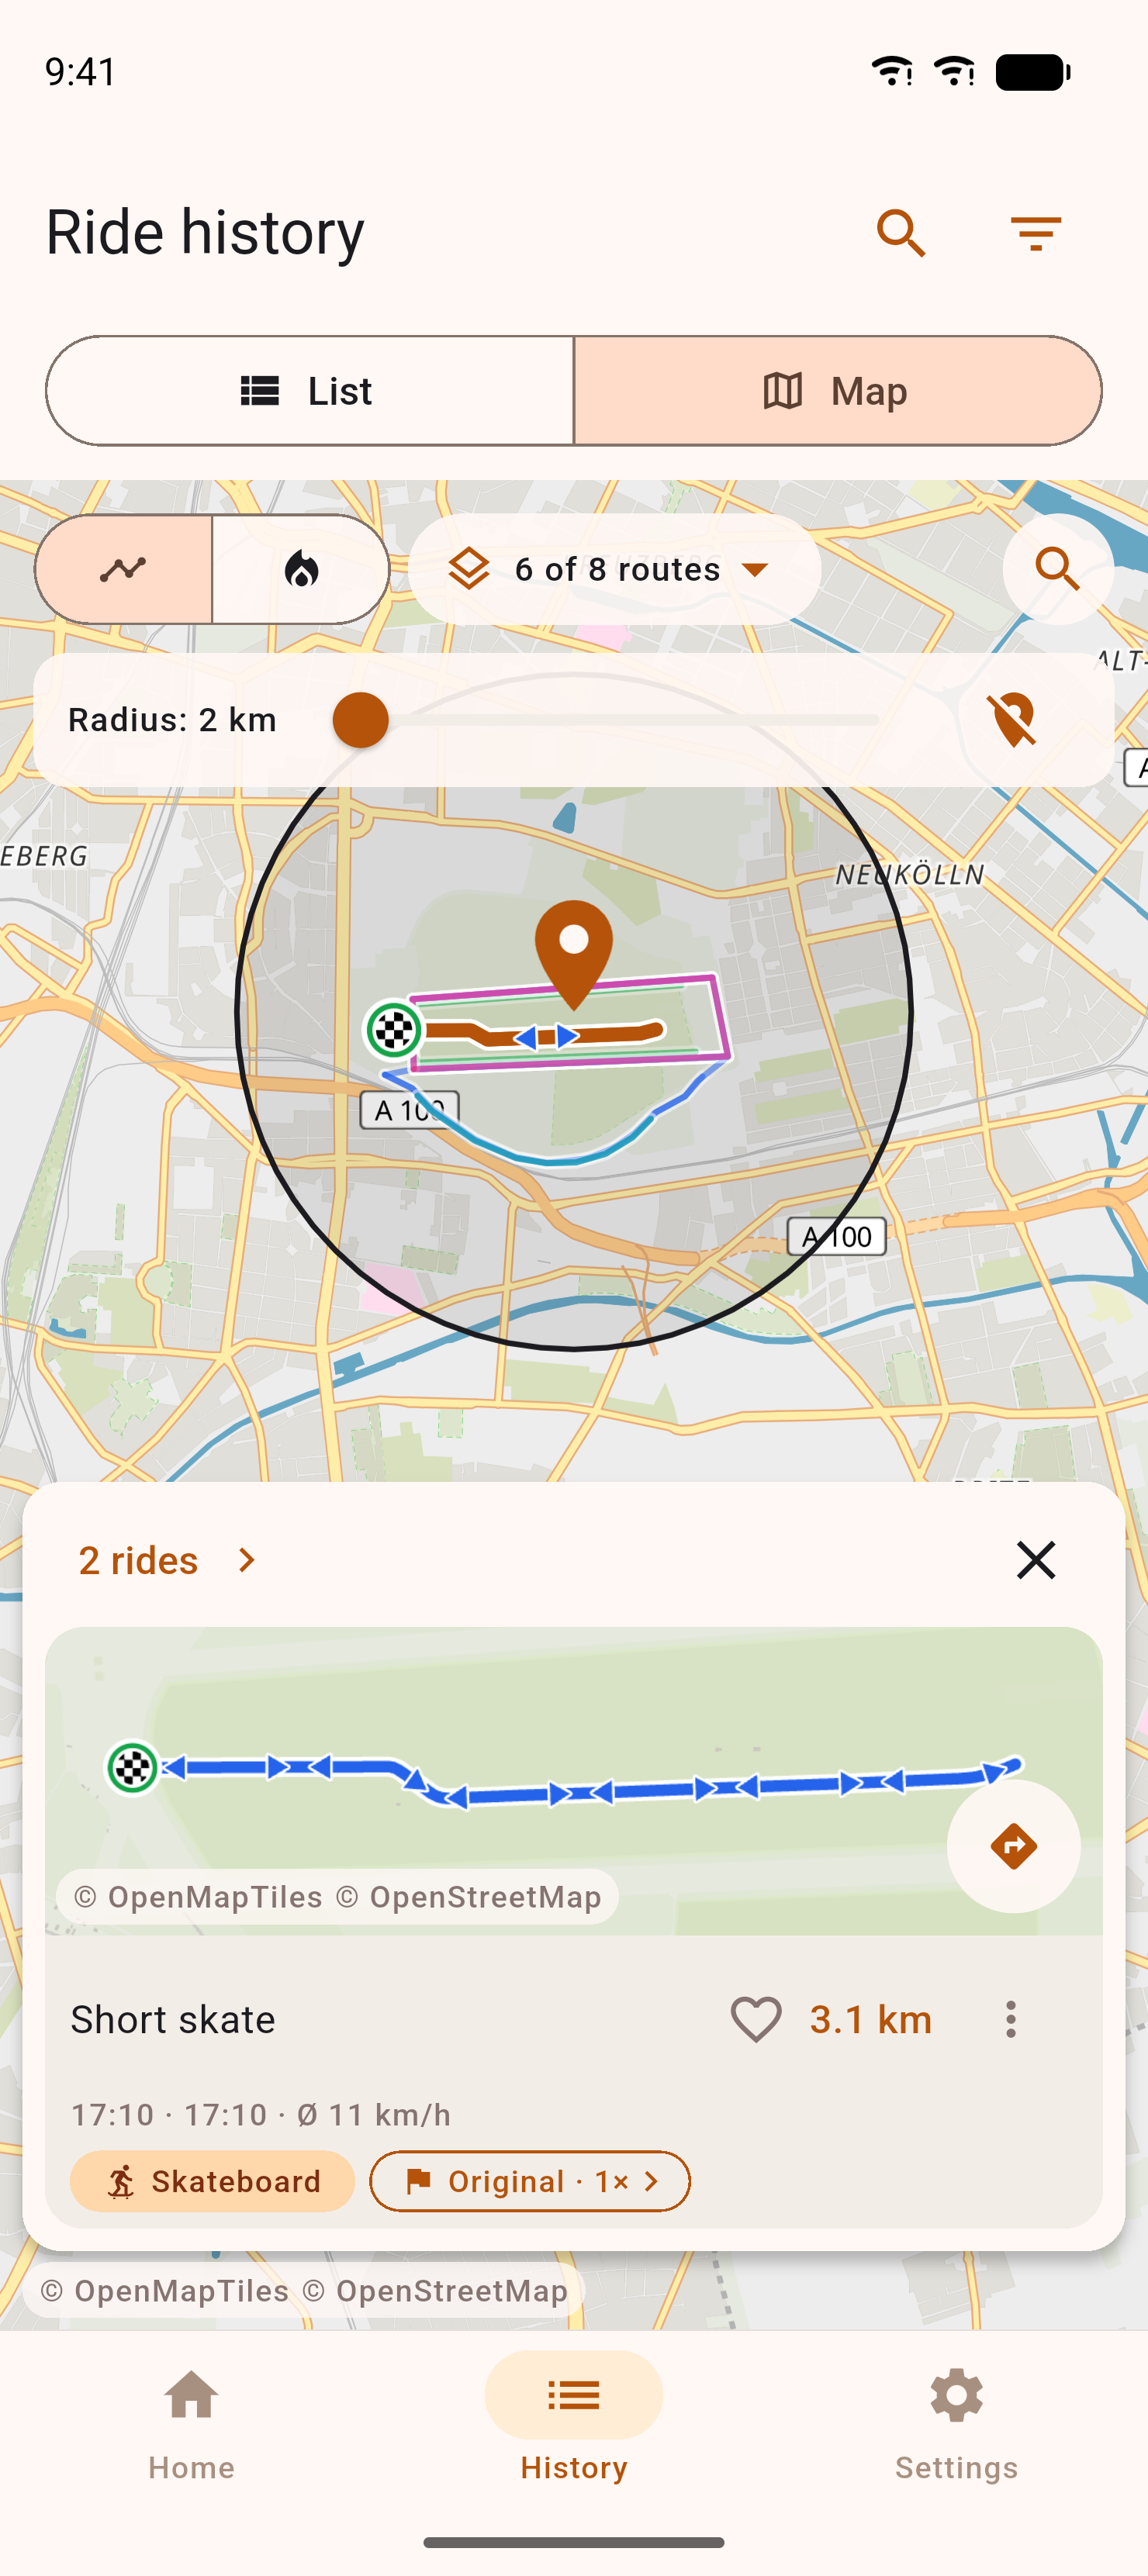 9:41
Ride history
List
Map
6 of 8 routes
ALT-
Radius: 2 km
A
EBERG
NEUKÖLLN
A 100
A 100
2 rides
© OpenMapTiles © OpenStreetMap
Short skate
3.1 km
17:10 · 17:10 · Ø 11 km/h
Skateboard
Original · 1×
© OpenMapTiles © OpenStreetMap
Home
History
Settings